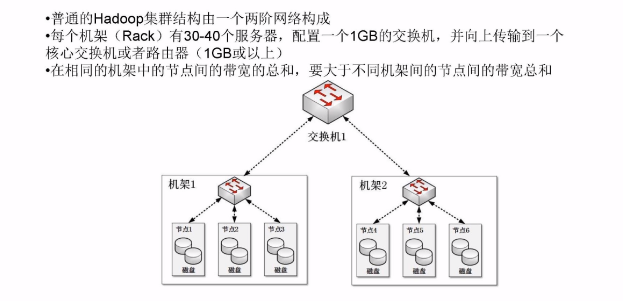 •普通的Hadoop集群结构由一个两阶网络构成
•每个机架（Rack）有30-40个服务器，配置一个1GB的交换机，并向上传输到一个
核心交换机或者路由器（1GB或以上）
•在相同的机架中的节点间的带宽的总和，要大于不同机架间的节点间的带宽总和
交换机1
机架1
机架2
节点1 节点2 节点3
节点4 节点5 节点6
磁盘 磁盘 磁盘
磁盘 磁盘 磁盘